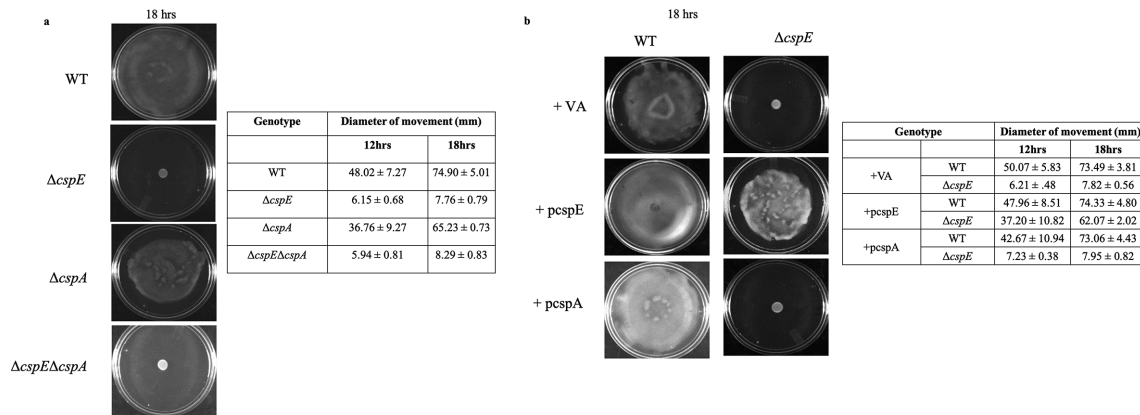 a
18 hrs
WT
ΔcspE
ΔcspA
ΔcspEΔcspA
Genotype Diameter of movement (mm)
12hrs 18hrs
WT 48.02 ± 7.27 74.90 ± 5.01
ΔcspE 6.15 ± 0.68 7.76 ± 0.79
ΔcspA 36.76 ± 9.27 65.23 ± 0.73
ΔcspEΔcspA 5.94 ± 0.81 8.29 ± 0.83
b
18 hrs
WT ΔcspE
+ VA
+ pcspE
+ pcspA
Genotype Diameter of movement (mm)
12hrs 18hrs
+VA WT 50.07 ± 5.83 73.49 ± 3.81
ΔcspE 6.21 ± .48 7.82 ± 0.56
+pcspE WT 47.96 ± 8.51 74.33 ± 4.80
ΔcspE 37.20 ± 10.82 62.07 ± 2.02
+pcspA WT 42.67 ± 10.94 73.06 ± 4.43
ΔcspE 7.23 ± 0.38 7.95 ± 0.82